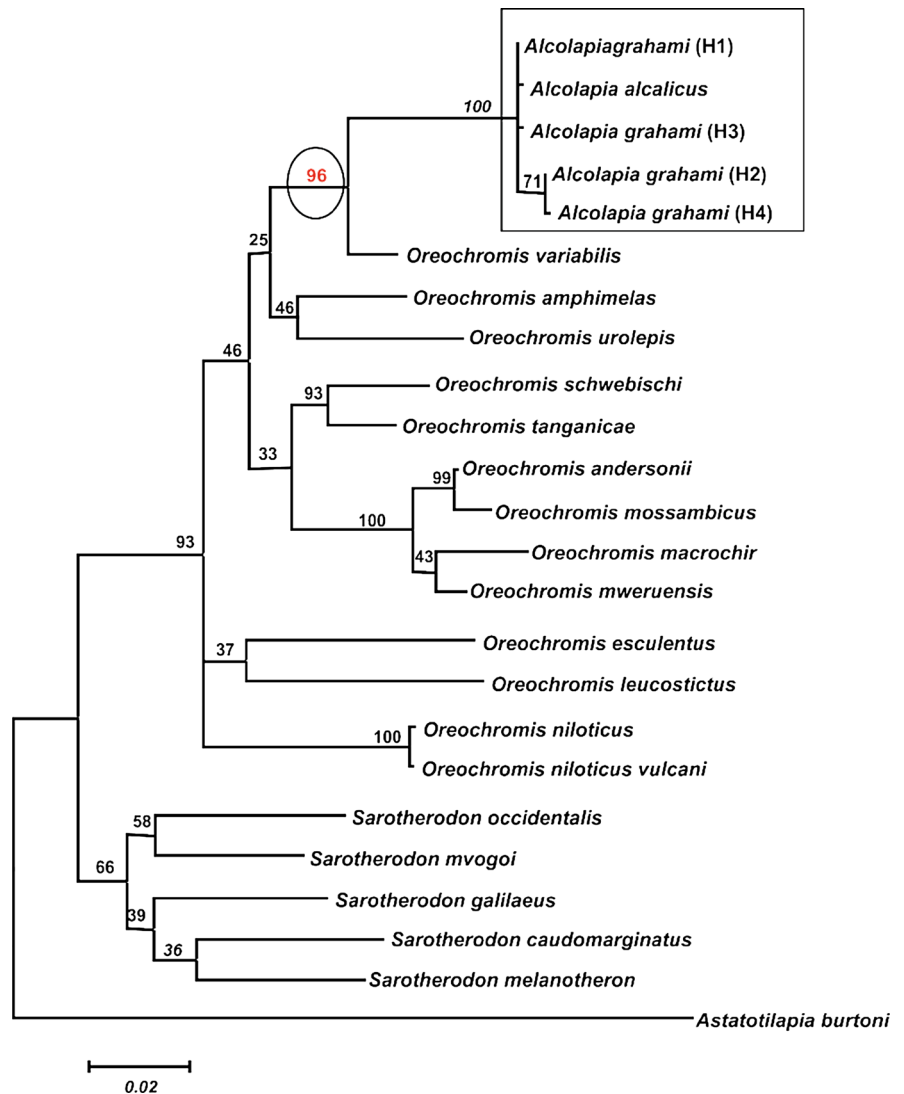 Alcolapiagrahami (H1)
100
Alcolapia alcalicus
Alcolapia grahami (H3)
96
71
Alcolapia grahami (H2)
Alcolapia grahami (H4)
25
Oreochromis variabilis
46
Oreochromis amphimelas
Oreochromis urolepis
46
93
Oreochromis schwebischi
Oreochromis tanganicae
33
99
Oreochromis andersonii
100
Oreochromis mossambicus
93
43
Oreochromis macrochir
Oreochromis mweruensis
37
Oreochromis esculentus
Oreochromis leucostictus
100
Oreochromis niloticus
Oreochromis niloticus vulcani
58
Sarotherodon occidentalis
66
Sarotherodon mvogoi
39
Sarotherodon galilaeus
36
Sarotherodon caudomarginatus
Sarotherodon melanotheron
Astatotilapia burtoni
0.02